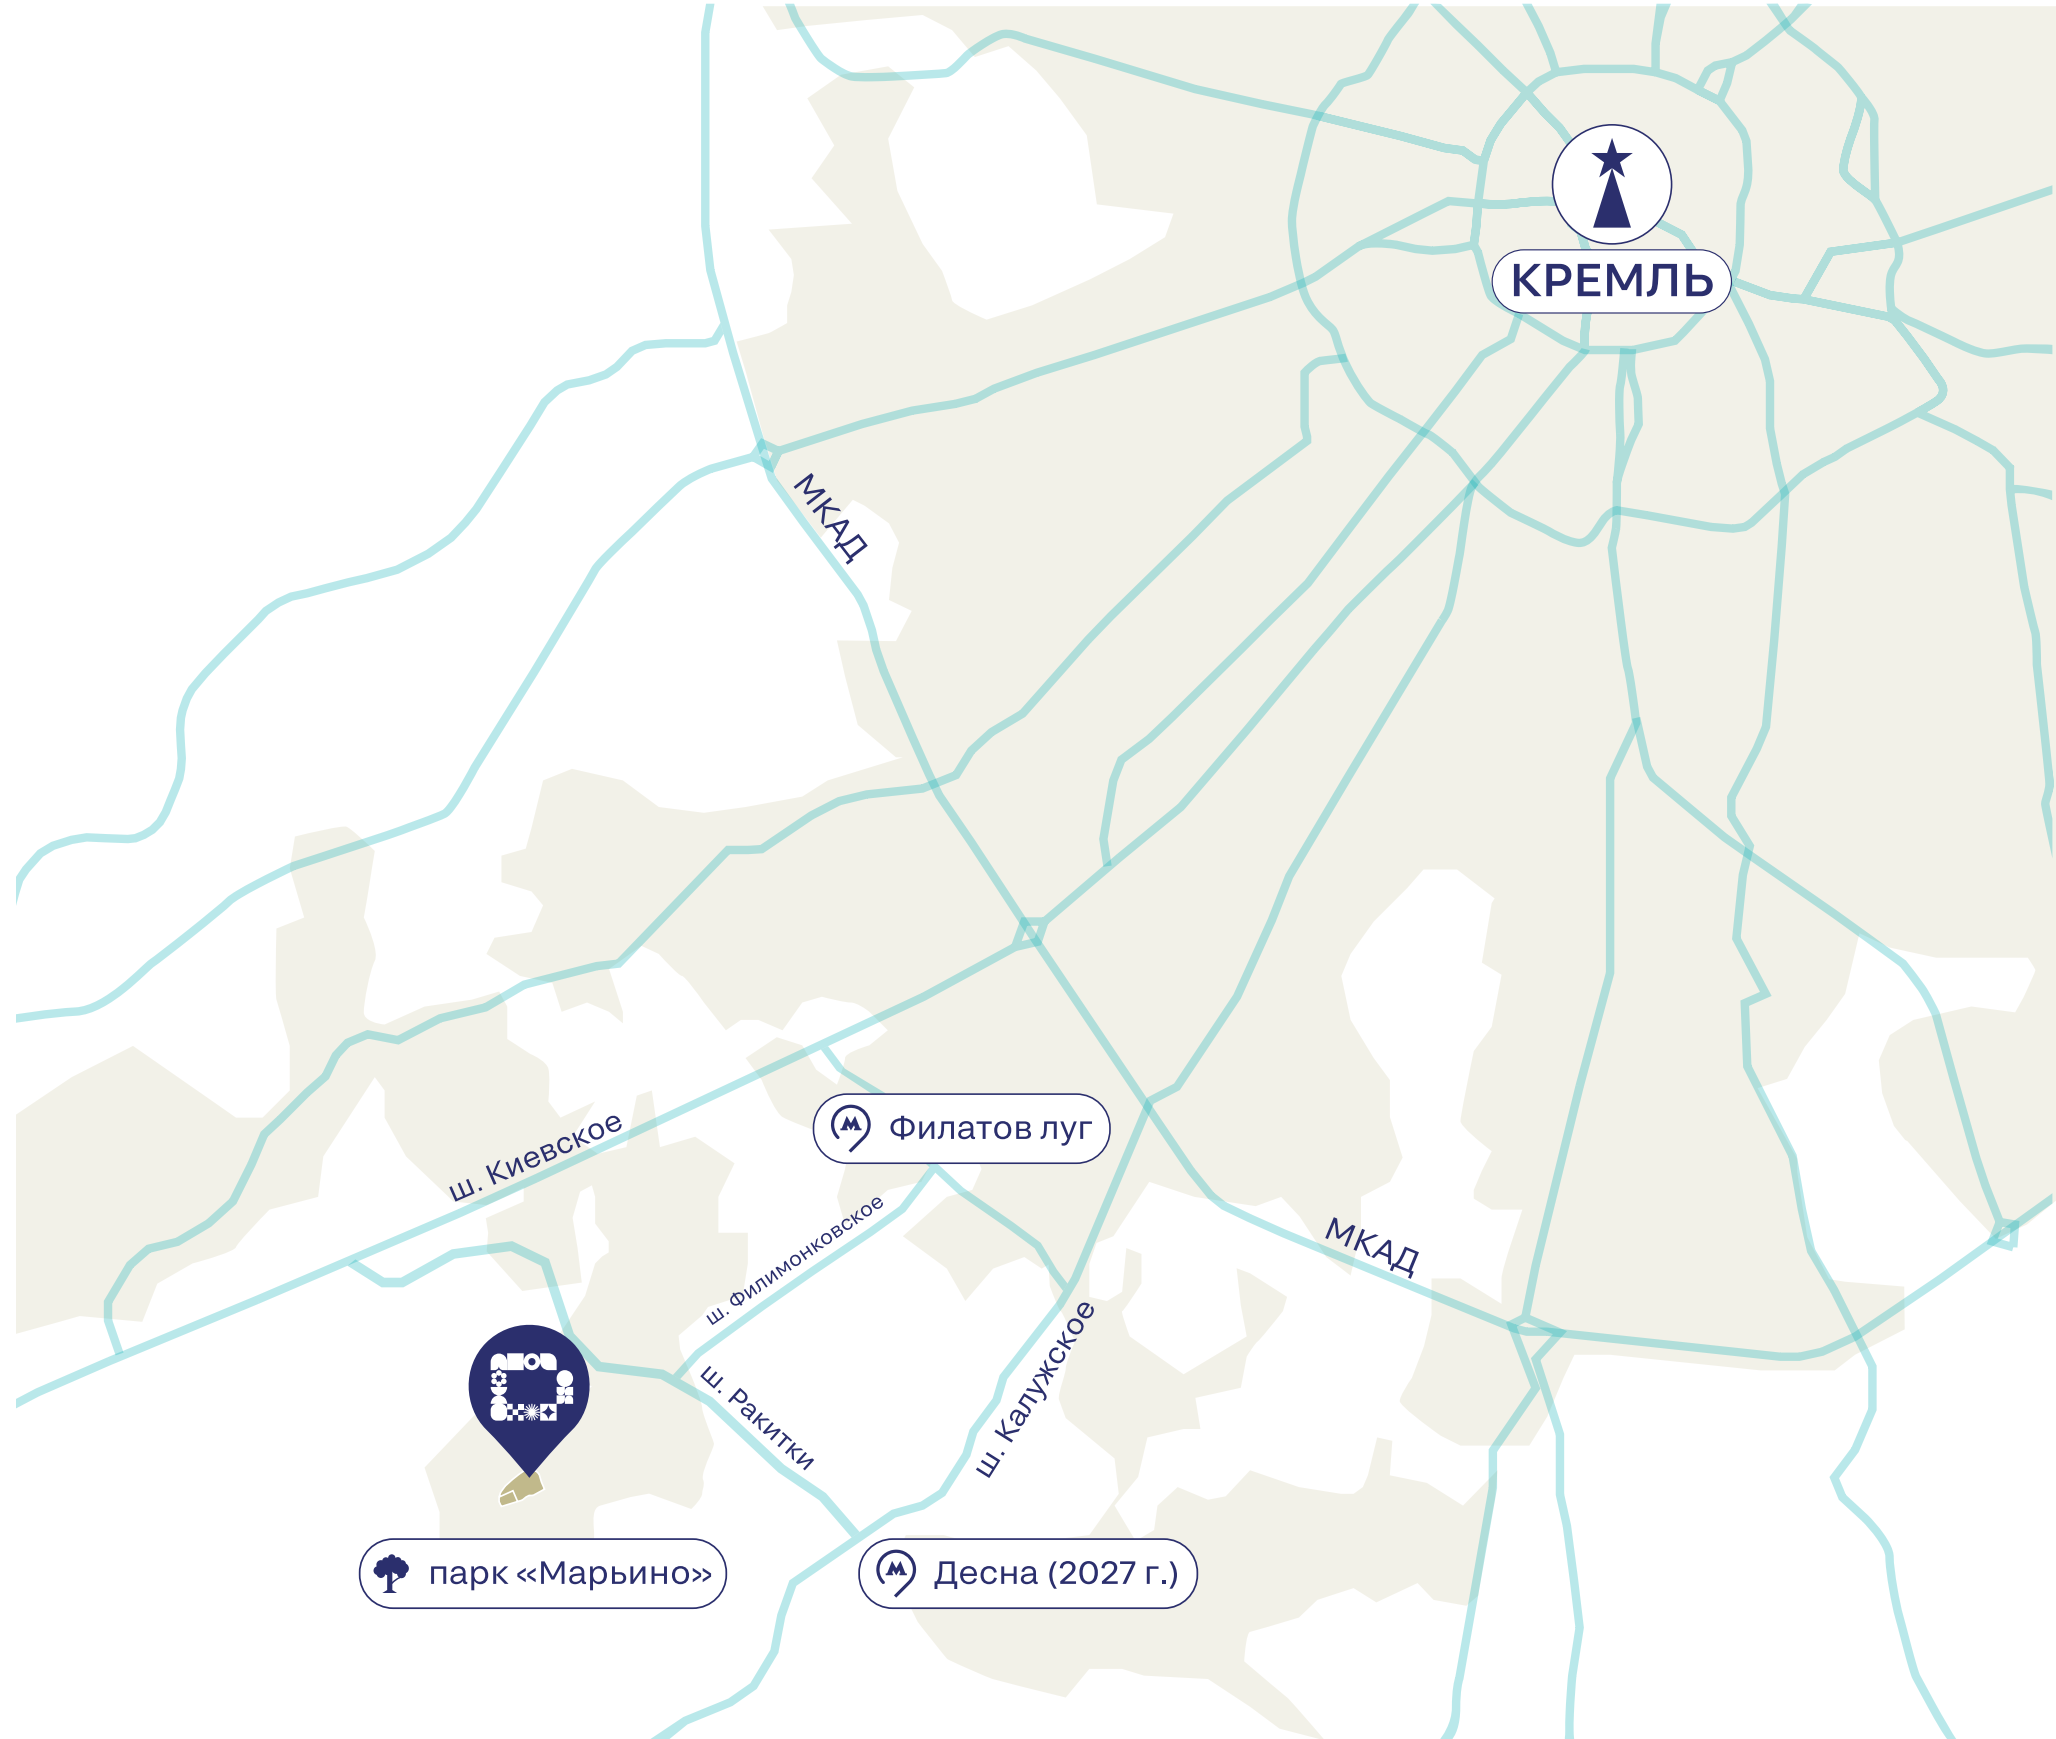 КРЕМЛЬ
МКАД
Филатов луг
ш. Киевское
ш. Филимонковское
МКАД
ш. Калужское
ш. Ракитки
парк «Марьино»
Десна (2027 г.)